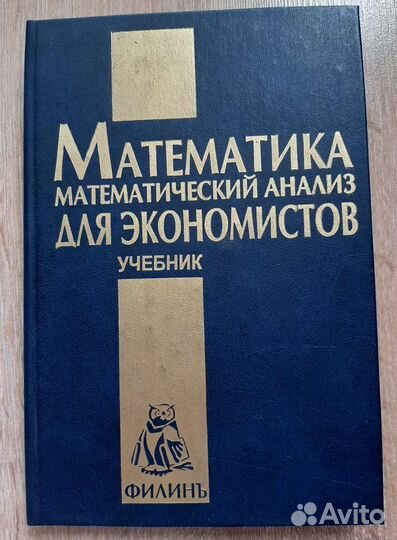 МАТЕМАТИКА
МАТЕМАТИЧЕСКИЙ АНАЛИЗ
ДЛЯ ЭКОНОМИСТОВ
УЧЕБНИК
ФИЛИНЪ
Avito